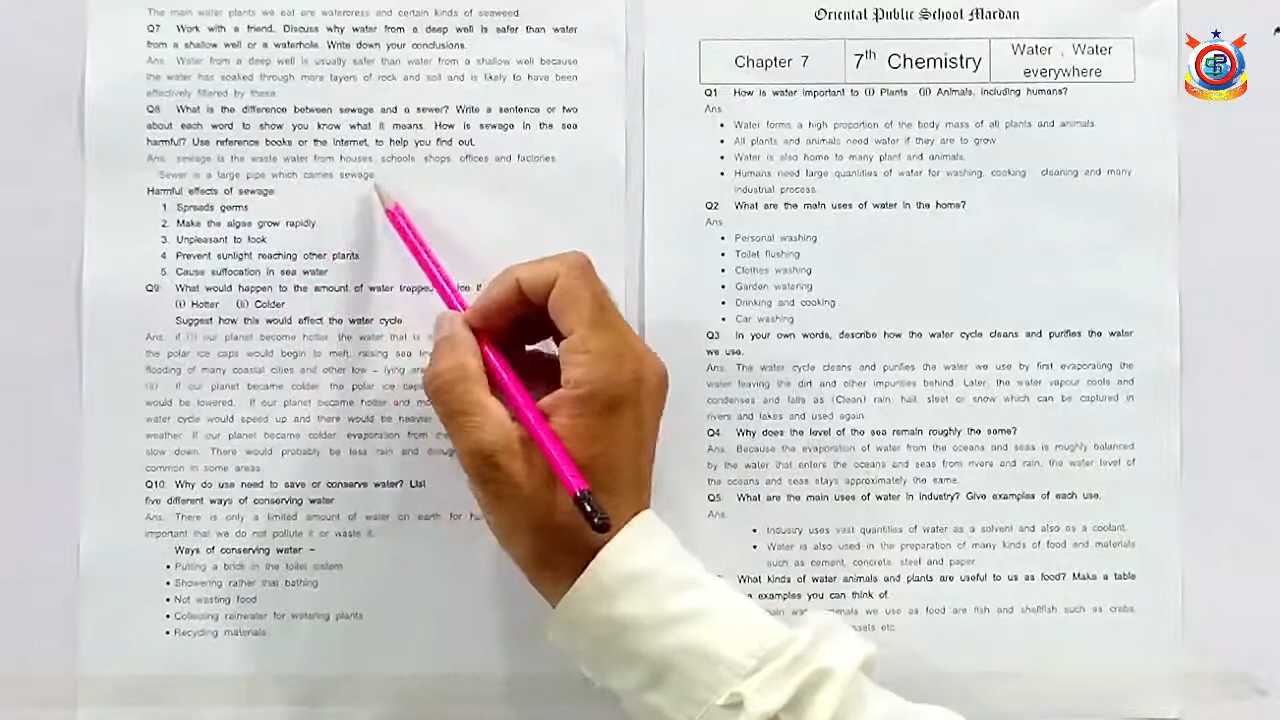 The main water plants we eat are watercress and certain kinds of seaweed.
Q7 Work with a friend. Discuss why water from a deep well is safer than water
from a shallow well or a waterhole. Write down your conclusions.
Ans. Water from a deep well is usually safer than water from a shallow well because
the water has soaked through more layers of rock and soil and is likely to have been
effectively filtered by these.
Q8 What is the difference between sewage and a sewer? Write a sentence or two
about each word to show you know what it means. How is sewage in the sea
harmful? Use reference books or the Internet, to help you find out.
Ans. sewage is the waste water from houses, schools, shops, offices and factories.
Sewer is a large pipe which carries sewage
Harmful effects of sewage
1. Spreads germs
2. Make the algae grow rapidly
3. Unpleasant to look
4. Prevent sunlight reaching other plants
5. Cause suffocation in sea water
Q9: What would happen to the amount of water trapped ice if
(i) Hotter (ii) Colder
Suggest how this would affect the water cycle
Ans. if (i) our planet become hotter the water that is
the polar ice caps would begin to melt, raising sea
flooding of many coastal cities and other low - lying
(ii) If our planet became colder the polar ice caps
would be lowered. If our planet became hotter and
water cycle would speed up and there would be heavier
weather. If our planet became colder evaporation from
slow down. There would probably be less rain and
common in some areas.
Q10: Why do use need to save or conserve water? List
five different ways of conserving water
Ans. There is only a limited amount of water on earth for
important that we do not pollute it or waste it.
Ways of conserving water –
• Putting a brick in the toilet cistern
• Showering rather that bathing
• Not wasting food
• Collecting rainwater for watering plants
• Recycling materials.
Oriental Public School Mardan
Chapter 7 7th Chemistry Water , Water
everywhere
Q1 How is water important to (i) Plants (ii) Animals, including humans?
Ans.
• Water forms a high proportion of the body mass of all plants and animals.
• All plants and animals need water if they are to grow
• Water is also home to many plant and animals.
• Humans need large quantities of water for washing, cooking cleaning and many
industrial process.
Q2 What are the main uses of water in the home?
Ans
• Personal washing
• Toilet flushing
• Clothes washing
• Garden watering
• Drinking and cooking
• Car washing
Q3 In your own words, describe how the water cycle cleans and purifies the water
we use.
Ans. The water cycle cleans and purifies the water we use by first evaporating the
water leaving the dirt and other impurities behind. Later, the water vapour cools and
condenses and falls as (Clean) rain, hail, sleet or snow which can be captured in
rivers and lakes and used again
Q4 Why does the level of the sea remain roughly the same?
Ans. Because the evaporation of water from the oceans and seas is roughly balanced
by the water that enters the oceans and seas from rivers and rain, the water level of
the oceans and seas stays approximately the same.
Q5 What are the main uses of water in industry? Give examples of each use.
Ans
• Industry uses vast quantities of water as a solvent and also as a coolant.
• Water is also used in the preparation of many kinds of food and materials
such as cement, concrete, steel and paper
What kinds of water animals and plants are useful to us as food? Make a table
examples you can think of.
we use as food are fish and shellfish such as crabs,
etc.